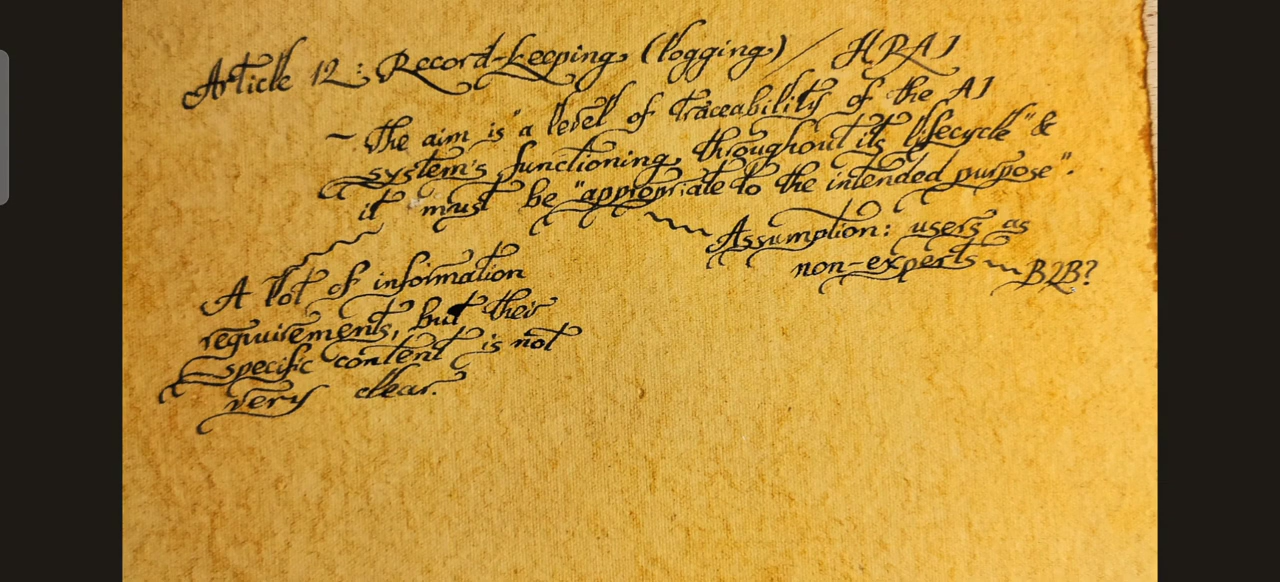 Article 12: Record-keeping (logging) / HRAI
- The aim is "a level of traceability of the AI
system's functioning throughout its lifecycle" &
it must be "appropriate to the intended purpose".
Assumption: users as
non-experts ~ B2B?
A lot of information
requirements, but their
specific content is not
very clear.